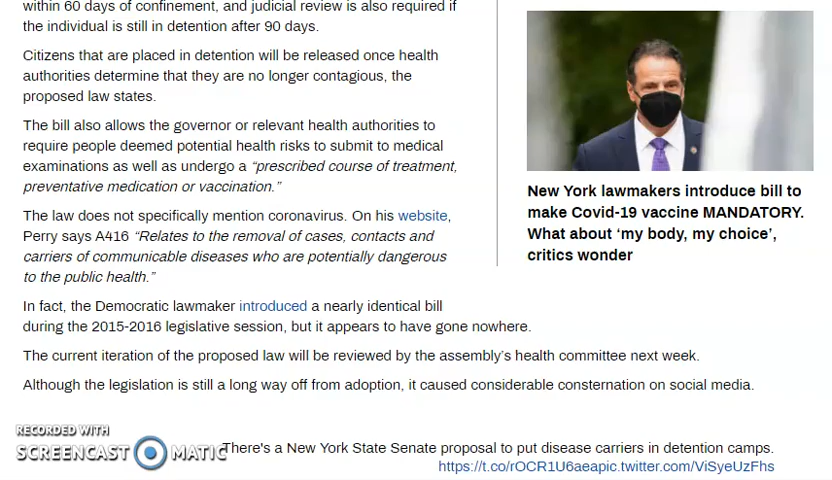 within 60 days of confinement, and judicial review is also required if
the individual is still in detention after 90 days.
Citizens that are placed in detention will be released once health
authorities determine that they are no longer contagious, the
proposed law states.
The bill also allows the governor or relevant health authorities to
require people deemed potential health risks to submit to medical
examinations as well as undergo a “prescribed course of treatment,
preventative medication or vaccination.”
The law does not specifically mention coronavirus. On his website,
Perry says A416 “Relates to the removal of cases, contacts and
carriers of communicable diseases who are potentially dangerous
to the public health.”
In fact, the Democratic lawmaker introduced a nearly identical bill
during the 2015-2016 legislative session, but it appears to have gone nowhere.
The current iteration of the proposed law will be reviewed by the assembly’s health committee next week.
Although the legislation is still a long way off from adoption, it caused considerable consternation on social media.
New York lawmakers introduce bill to
make Covid-19 vaccine MANDATORY.
What about ‘my body, my choice’,
critics wonder
There's a New York State Senate proposal to put disease carriers in detention camps.
https://t.co/rOCR1U6aeapic.twitter.com/ViSyeUzFhs
RECORDED WITH
SCREENCAST MATIC